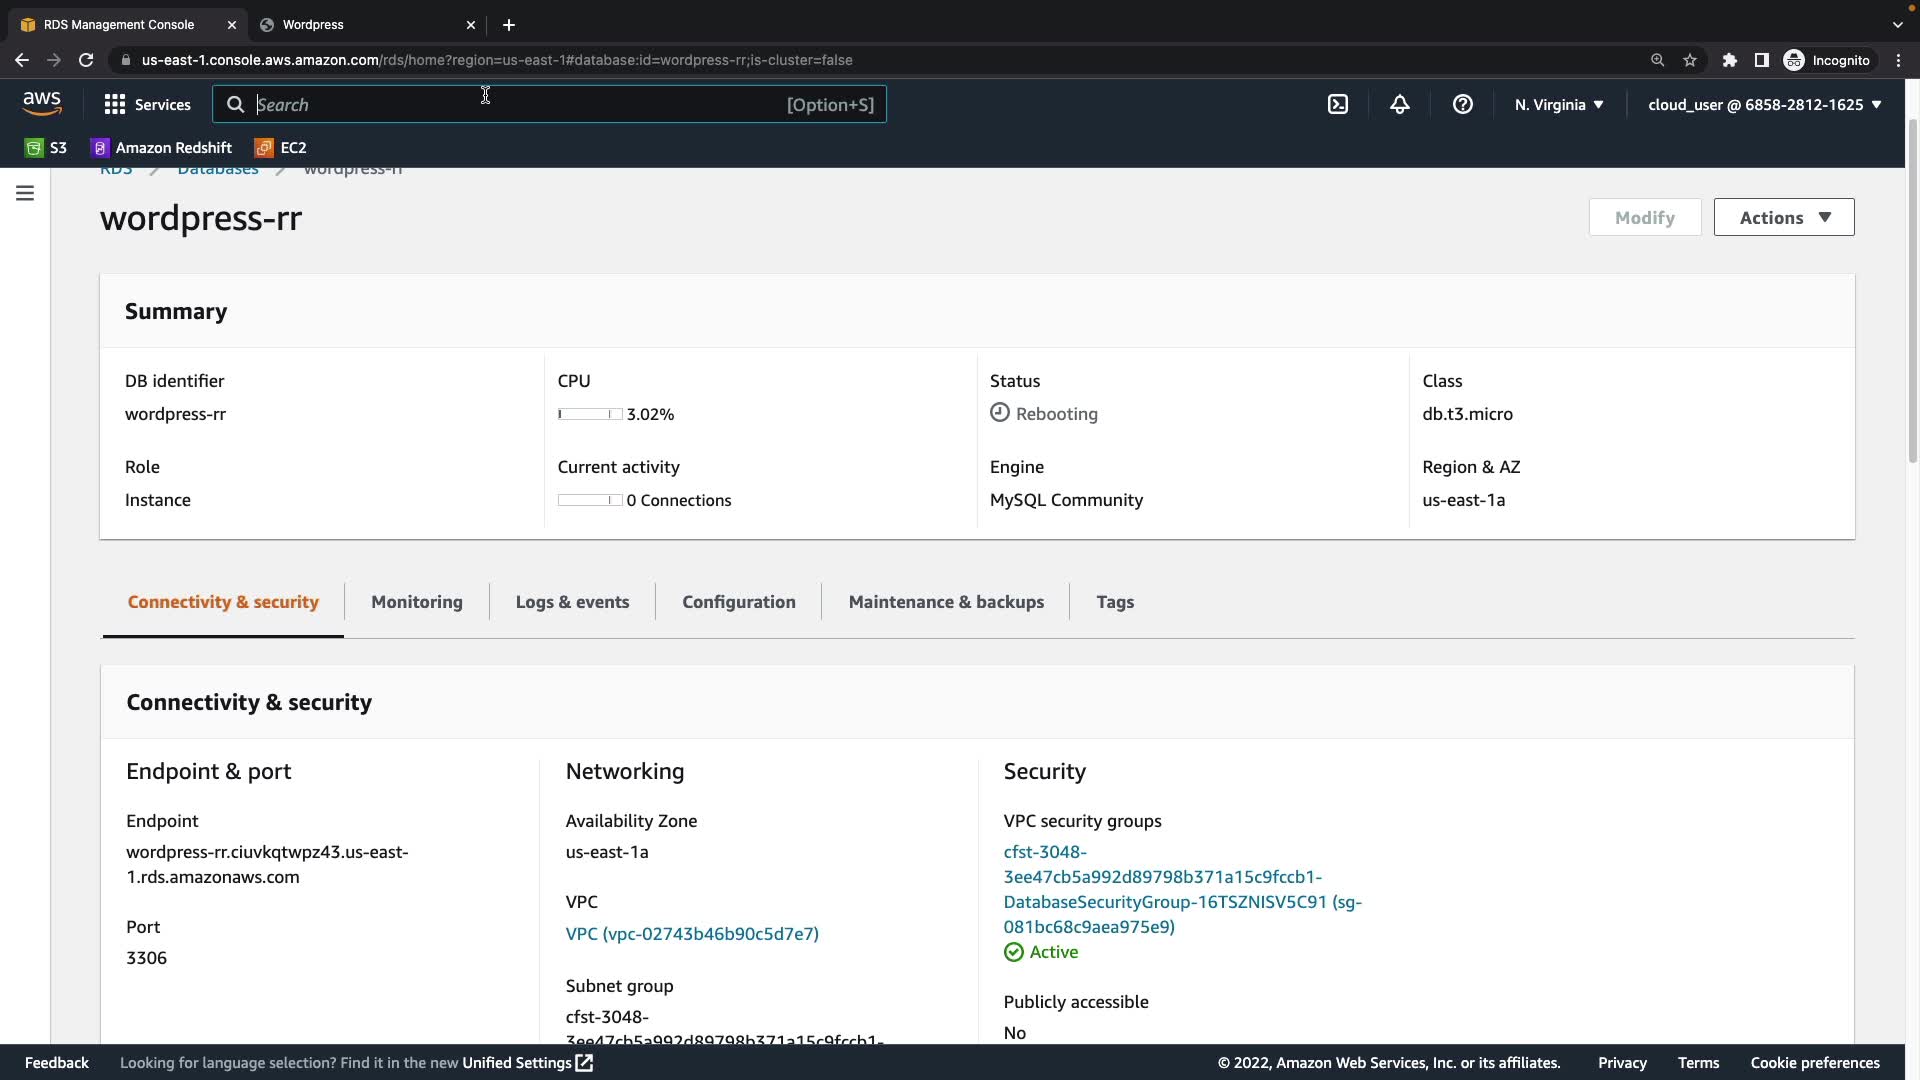 RDS Management Console
Wordpress
us-east-1.console.aws.amazon.com/rds/home?region=us-east-1#database:id=wordpress-rr;is-cluster=false
Incognito
aws
Services
Search
[Option+S]
N. Virginia ▼
cloud_user @ 6858-2812-1625 ▼
S3
Amazon Redshift
EC2
RDS
Databases
wordpress-rr
wordpress-rr
Modify
Actions ▼
Summary
DB identifier
CPU
Status
Class
wordpress-rr
3.02%
Rebooting
db.t3.micro
Role
Current activity
Engine
Region & AZ
Instance
0 Connections
MySQL Community
us-east-1a
Connectivity & security
Monitoring
Logs & events
Configuration
Maintenance & backups
Tags
Connectivity & security
Endpoint & port
Endpoint
wordpress-rr.ciuvkqtwpz43.us-east-
1.rds.amazonaws.com
Port
3306
Networking
Availability Zone
us-east-1a
VPC
VPC (vpc-02743b46b90c5d7e7)
Subnet group
cfst-3048-
3ee47cb5a992d89798b371a15c9fccb1-
Security
VPC security groups
cfst-3048-
3ee47cb5a992d89798b371a15c9fccb1-
DatabaseSecurityGroup-16TSZNISV5C91 (sg-
081bc68c9aea975e9)
Active
Publicly accessible
No
Feedback
Looking for language selection? Find it in the new Unified Settings
© 2022, Amazon Web Services, Inc. or its affiliates.
Privacy
Terms
Cookie preferences